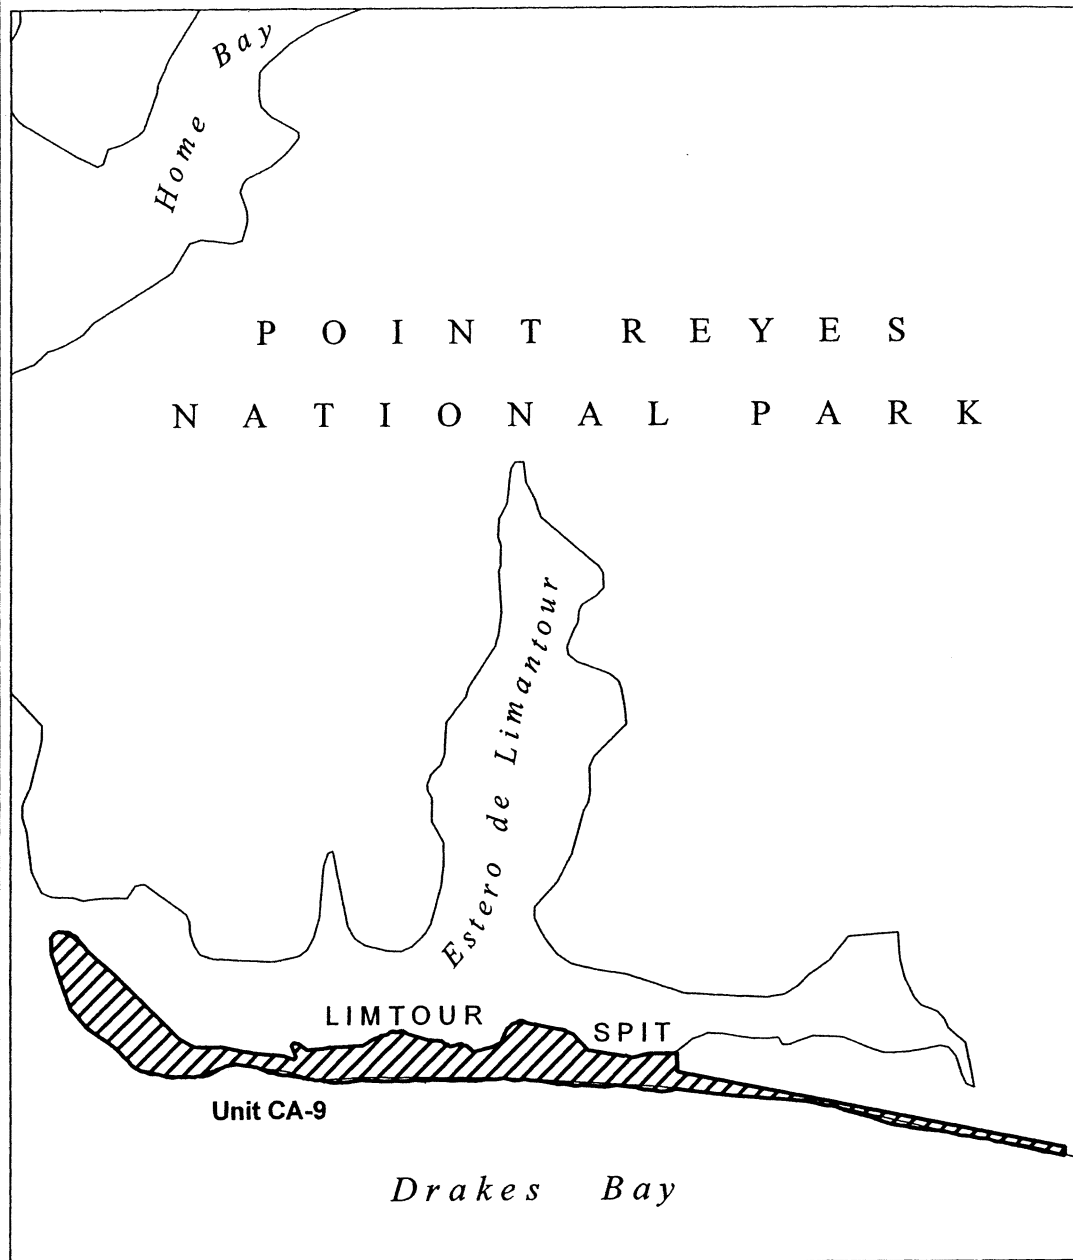 Home Bay
POINT REYES
NATIONAL PARK
Estero de Limantour
LIMTOUR SPIT
Unit CA-9
Drakes Bay